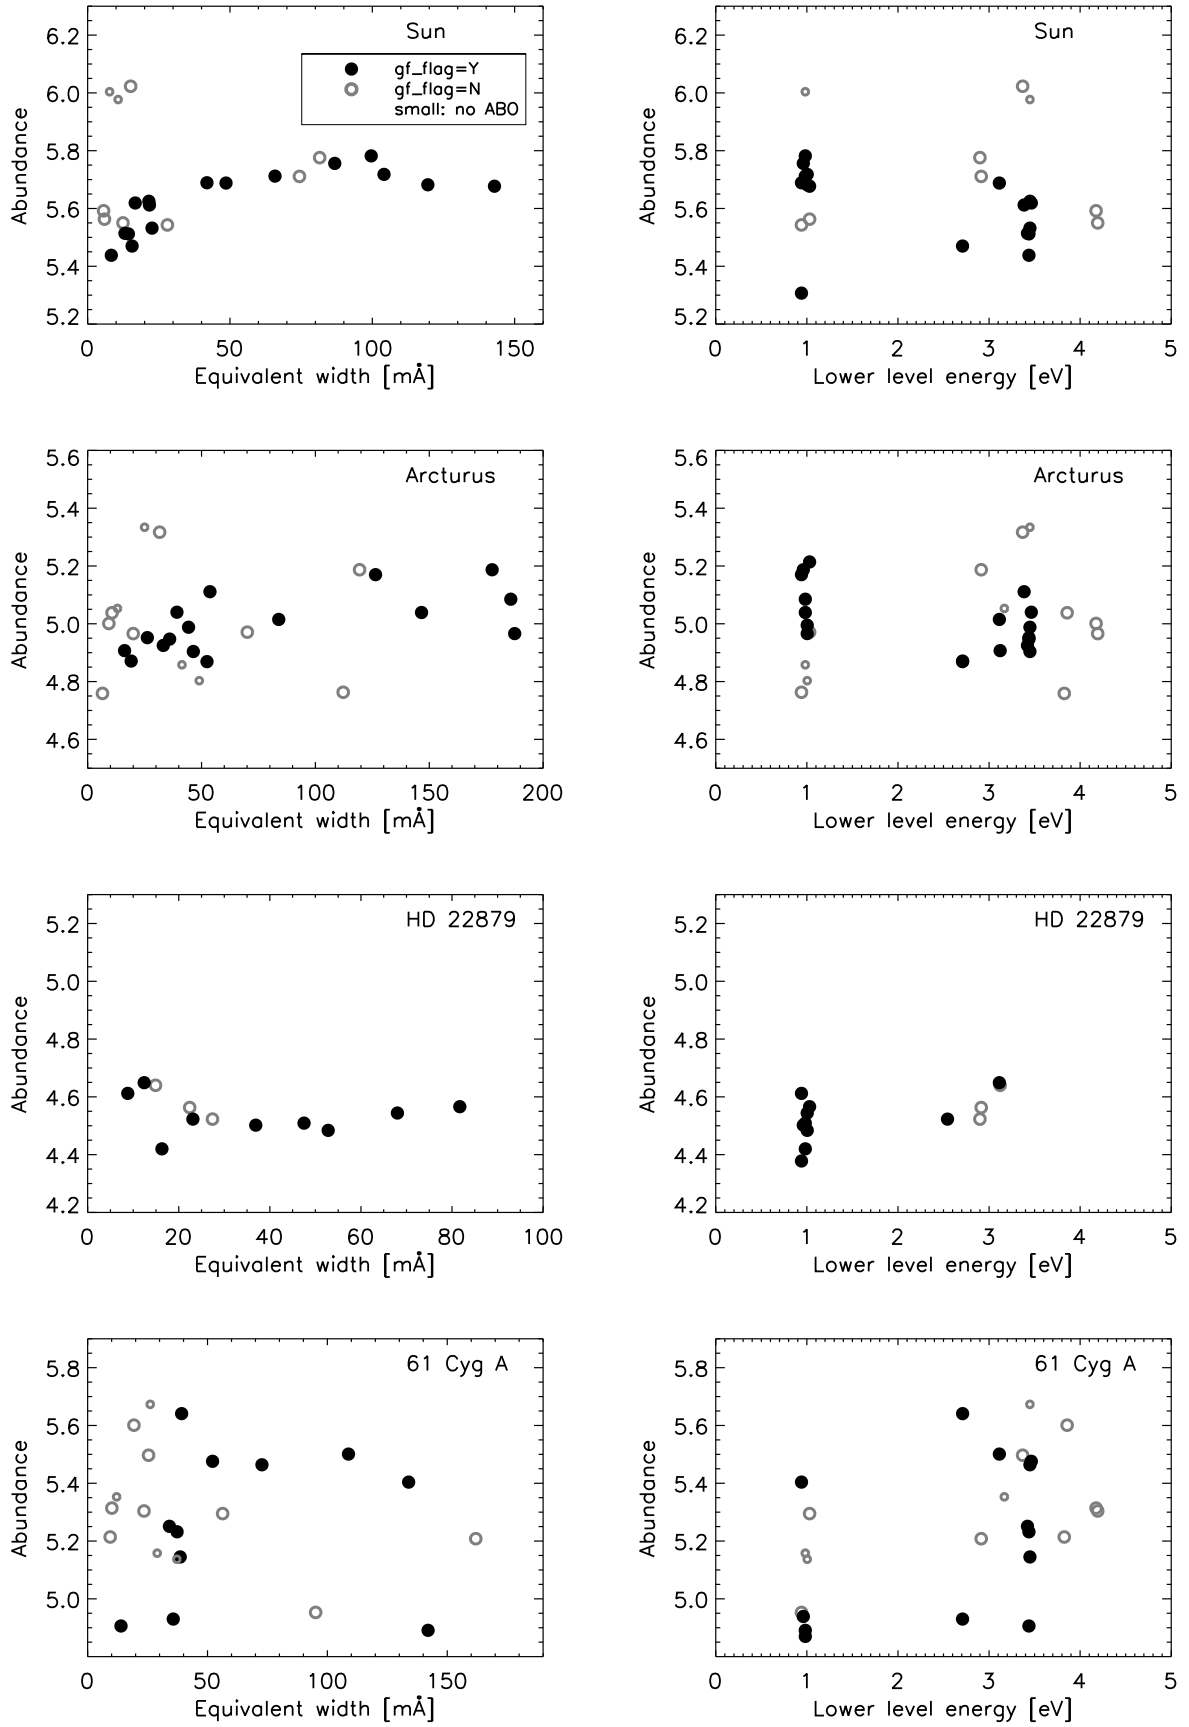 Sun
gf_flag=Y
gf_flag=N
small: no ABO
6.2
6.0
5.8
5.6
5.4
5.2
Abundance
0 50 100 150
Equivalent width [mÅ]
Sun
6.2
6.0
5.8
5.6
5.4
5.2
Abundance
0 1 2 3 4 5
Lower level energy [eV]
Arcturus
5.6
5.4
5.2
5.0
4.8
4.6
Abundance
0 50 100 150 200
Equivalent width [mÅ]
Arcturus
5.6
5.4
5.2
5.0
4.8
4.6
Abundance
0 1 2 3 4 5
Lower level energy [eV]
HD 22879
5.2
5.0
4.8
4.6
4.4
4.2
Abundance
0 20 40 60 80 100
Equivalent width [mÅ]
HD 22879
5.2
5.0
4.8
4.6
4.4
4.2
Abundance
0 1 2 3 4 5
Lower level energy [eV]
61 Cyg A
5.8
5.6
5.4
5.2
5.0
Abundance
0 50 100 150
Equivalent width [mÅ]
61 Cyg A
5.8
5.6
5.4
5.2
5.0
Abundance
0 1 2 3 4 5
Lower level energy [eV]